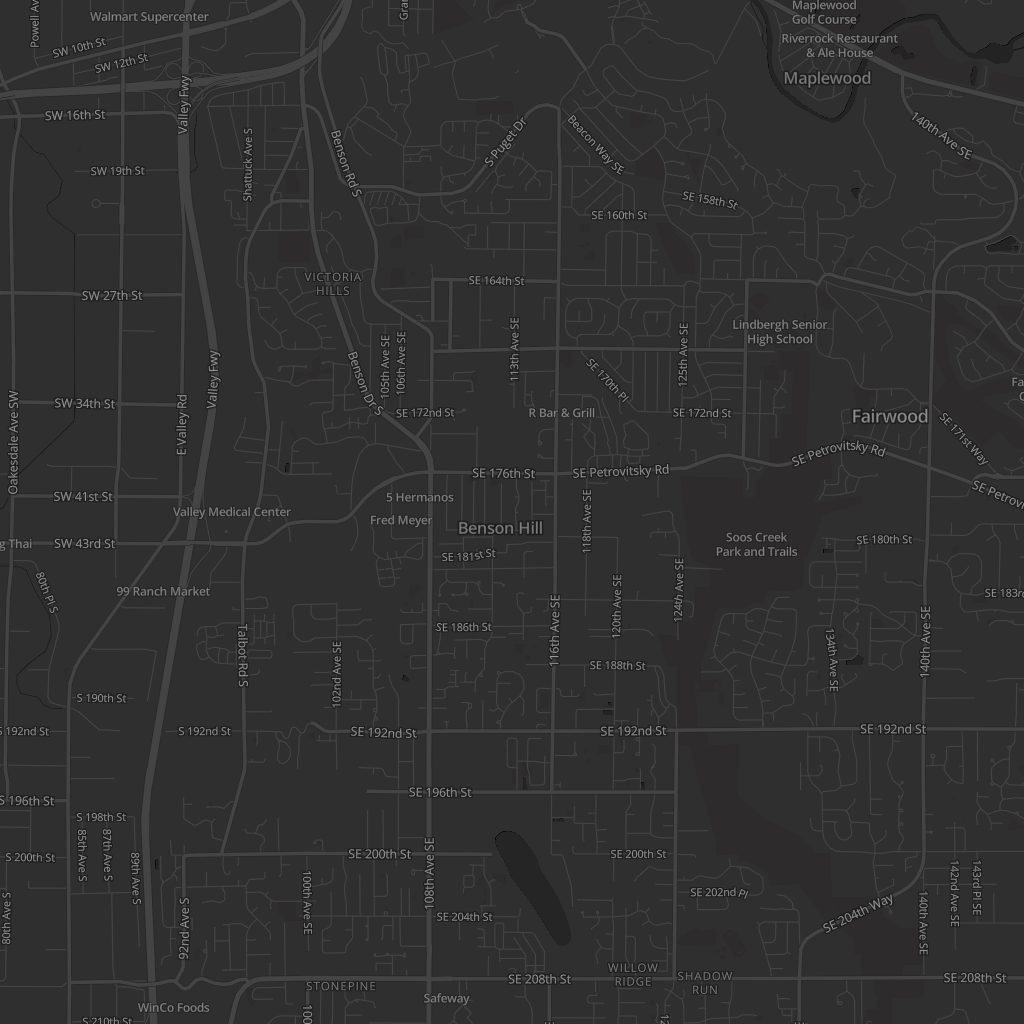 Walmart Supercenter
Powell Av
Gran
Maplewood
Golf Course
Riverrock Restaurant
& Ale House
Maplewood
SW 10th St
SW 12th St
SW 16th St
Valley Fwy
Benson Rd S
S Puget Dr
Beacon Way SE
140th Ave SE
Shattuck Ave S
SW 19th St
SE 158th St
SE 160th St
VICTORIA
HILLS
SE 164th St
SW 27th St
Lindbergh Senior
High School
113th Ave SE
125th Ave SE
105th Ave SE
106th Ave SE
Benson Dr S
SE 170th Pl
Valley Fwy
Fa
SW 34th St
SE 172nd St
R Bar & Grill
SE 172nd St
Fairwood
SE 171st Way
E Valley Rd
Oakesdale Ave SW
SE Petrovitsky Rd
SE 176th St
SE Petrovitsky Rd
SE Petrov
SW 41st St
5 Hermanos
Valley Medical Center
Fred Meyer
Benson Hill
118th Ave SE
Soos Creek
Park and Trails
SE 180th St
g Thai
SW 43rd St
SE 181st St
80th Pl S
99 Ranch Market
124th Ave SE
SE 183rd
120th Ave SE
116th Ave SE
140th Ave SE
SE 186th St
Talbot Rd S
102nd Ave SE
SE 188th St
134th Ave SE
S 190th St
S 192nd St
S 192nd St
SE 192nd St
SE 192nd St
SE 192nd St
SE 196th St
S 196th St
S 198th St
85th Ave S
87th Ave S
89th Ave S
S 200th St
SE 200th St
SE 200th St
108th Ave SE
100th Ave SE
SE 202nd Pl
142nd Ave SE
143rd Pl SE
SE 204th Way
SE 204th St
80th Ave S
92nd Ave S
140th Ave SE
WILLOW
RIDGE
SHADOW
RUN
SE 208th St
SE 208th St
STONEPINE
Safeway
WinCo Foods
S 210th St